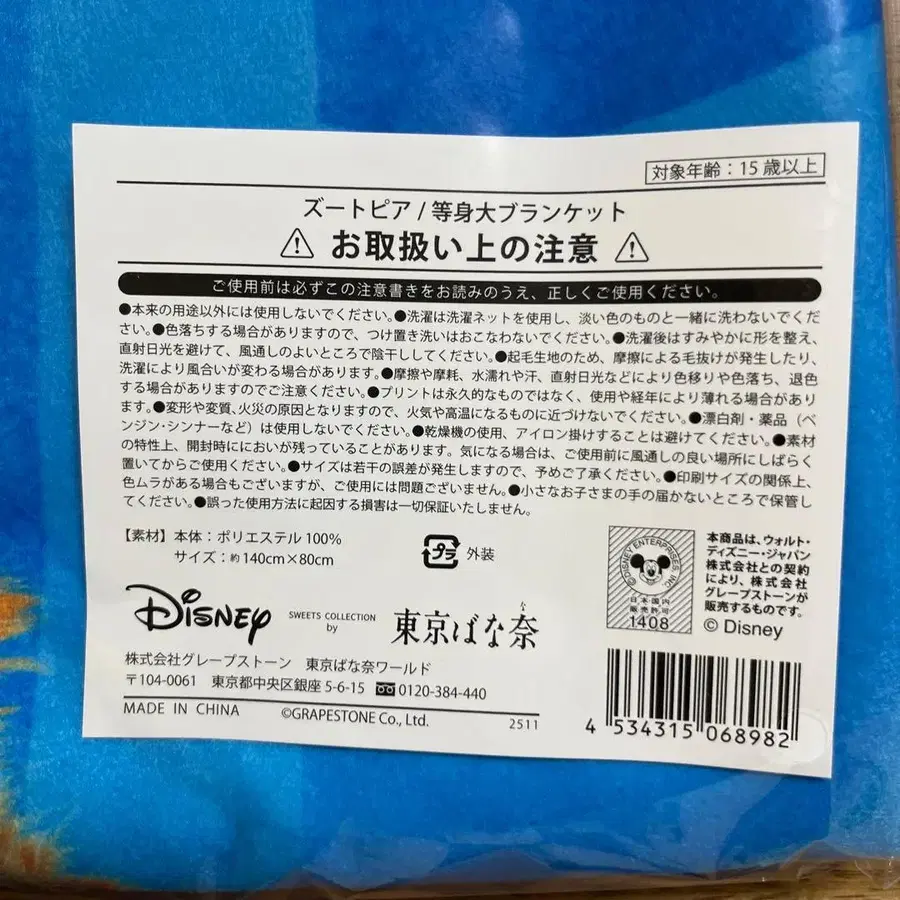 対象年齢：15歳以上
ズートピア/等身大ブランケット
お取扱い上の注意
ご使用前は必ずこの注意書きをお読みのうえ、正しくご使用ください。
●本来の用途以外には使用しないでください。●洗濯は洗濯ネットを使用し、淡い色のものと一緒に洗わないでくだ
さい。●色落ちする場合がありますので、つけ置き洗いはおこなわないでください。●洗濯後はすみやかに形を整え、
直射日光を避けて、風通しのよいところで陰干ししてください。●起毛生地のため、摩擦による毛抜けが発生したり、
洗濯により風合いが変わる場合があります。●摩擦や摩耗、水濡れや汗、直射日光などにより色移りや色落ち、退色
する場合がありますのでご注意ください。●プリントは永久的なものではなく、使用や経年により薄れる場合があり
ます。●変形や変質、火災の原因となりますので、火気や高温になるものに近づけないでください。●漂白剤・薬品（ベ
ンジン・シンナーなど）は使用しないでください。●乾燥機の使用、アイロン掛けすることは避けてください。●素材
の特性上、開封時ににおいが残っていることがあります。気になる場合は、ご使用前に風通しの良い場所にしばらく
置いてからご使用ください。●サイズは若干の誤差が発生しますので、予めご了承ください。●印刷サイズの関係上、
色ムラがある場合もございますが、ご使用には問題ございません。●小さなお子さまの手の届かないところで保管し
てください。●誤った使用方法に起因する損害は一切保証いたしません。
【素材】本体：ポリエステル100%
サイズ：約140cm×80cm
プラ 外装
©DISNEY ENTERPRISES, INC.
日本国内
販売許可
1408
本商品は、ウォルト・
ディズニー・ジャパン
株式会社との契約
により、株式会社
グレープストーンが
販売するものです。
© Disney
Disney SWEETS COLLECTION by 東京ばな奈
な
株式会社グレープストーン 東京ばな奈ワールド
〒104-0061 東京都中央区銀座5-6-15 0120-384-440
MADE IN CHINA ©GRAPESTONE Co., Ltd. 2511
4 534315 068982